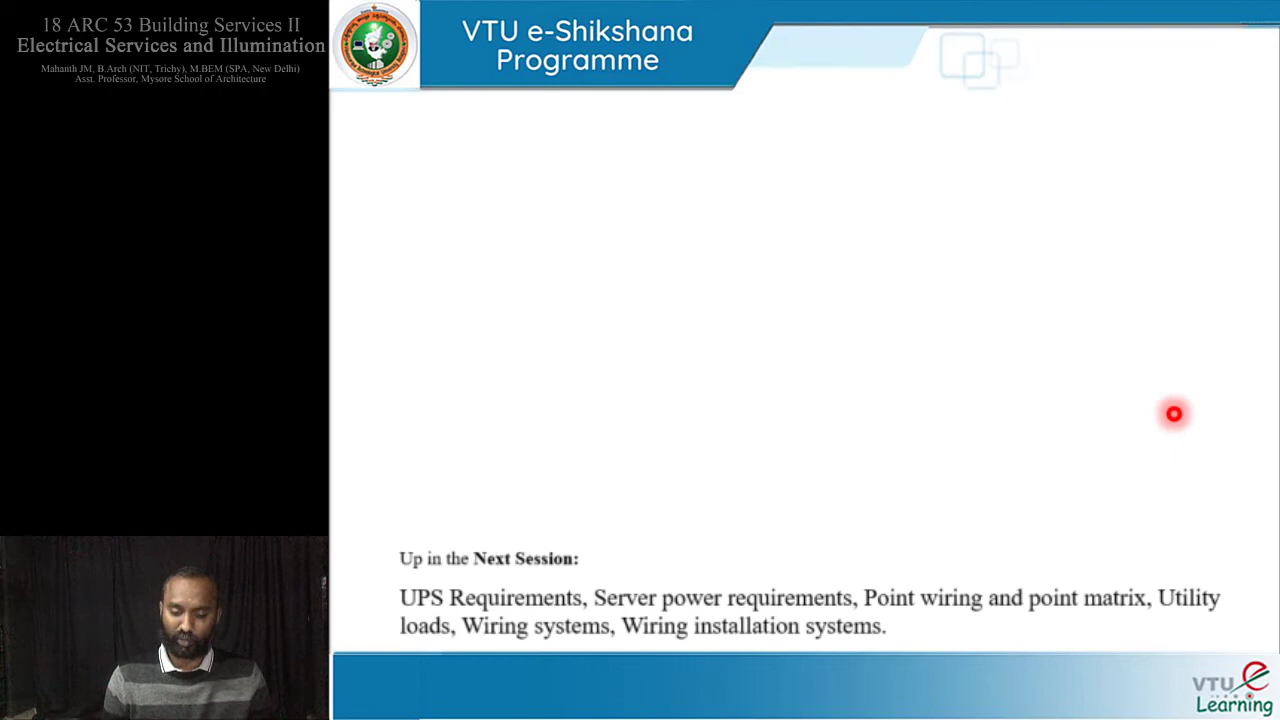 18 ARC 53 Building Services II
Electrical Services and Illumination
Mahanth JM, B.Arch (NIT, Trichy), M.BEM (SPA, New Delhi)
Asst. Professor, Mysore School of Architecture
VTU e-Shikshana
Programme
Up in the Next Session:
UPS Requirements, Server power requirements, Point wiring and point matrix, Utility
loads, Wiring systems, Wiring installation systems.
VTU e
Learning